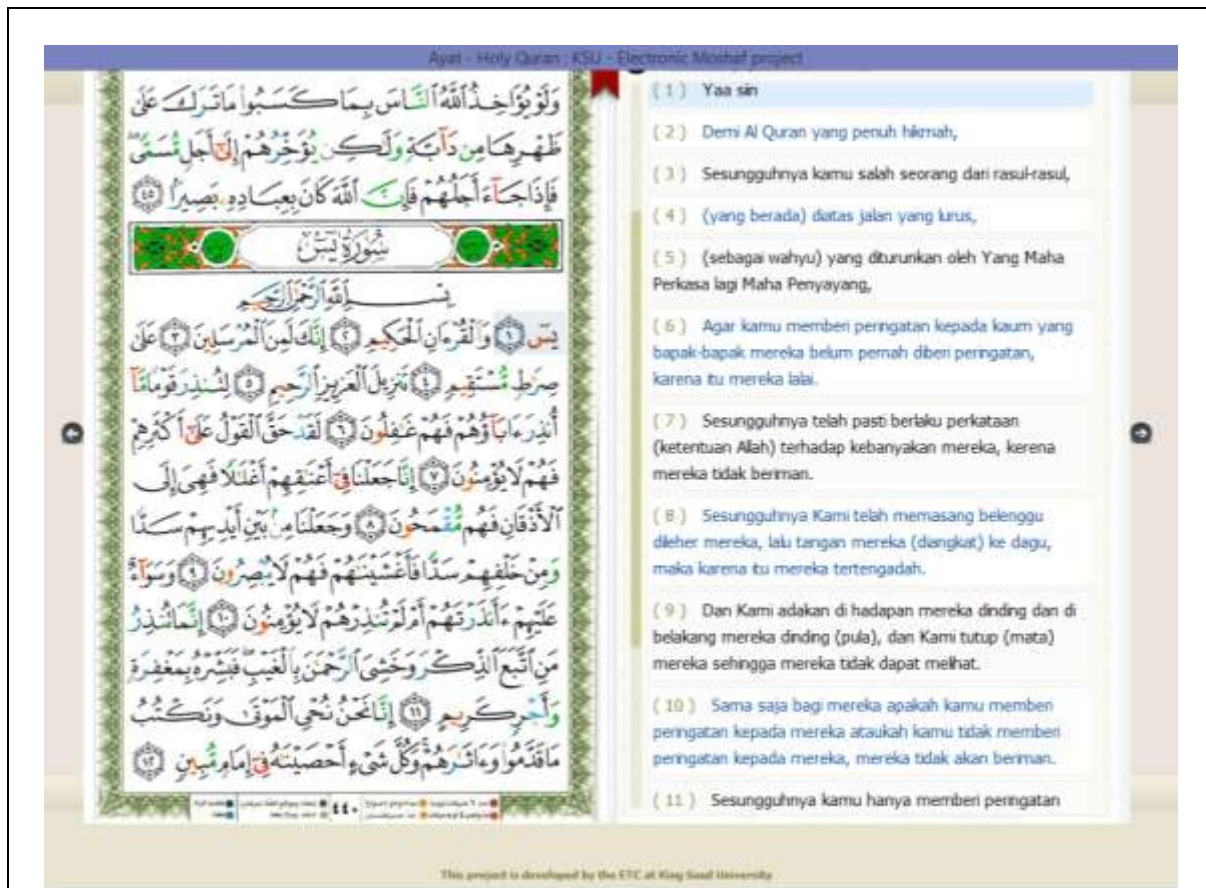 Ayat - Holy Quran : KSU - Electronic Moshaf project
وَلَوْ يُؤَاخِذُ ٱللَّهُ ٱلنَّاسَ بِمَا كَسَبُوا۟ مَا تَرَكَ عَلَىٰ
ظَهْرِهَا مِن دَآبَّةٍ وَلَٰكِن يُؤَخِّرُهُمْ إِلَىٰٓ أَجَلٍ مُّسَمًّى
فَإِذَا جَآءَ أَجَلُهُمْ فَإِنَّ ٱللَّهَ كَانَ بِعِبَادِهِۦ بَصِيرًۢا ٤٥
سُورَةُ يسٓ
بِسْمِ ٱللَّهِ ٱلرَّحْمَٰنِ ٱلرَّحِيمِ
يسٓ ١ وَٱلْقُرْءَانِ ٱلْحَكِيمِ ٢ إِنَّكَ لَمِنَ ٱلْمُرْسَلِينَ ٣ عَلَىٰ
صِرَٰطٍ مُّسْتَقِيمٍ ٤ تَنزِيلَ ٱلْعَزِيزِ ٱلرَّحِيمِ ٥ لِتُنذِرَ قَوْمًا مَّآ
أُنذِرَ ءَابَآؤُهُمْ فَهُمْ غَٰفِلُونَ ٦ لَقَدْ حَقَّ ٱلْقَوْلُ عَلَىٰٓ أَكْثَرِهِمْ
فَهُمْ لَا يُؤْمِنُونَ ٧ إِنَّا جَعَلْنَا فِىٓ أَعْنَٰقِهِمْ أَغْلَٰلًا فَهِىَ إِلَى
ٱلْأَذْقَانِ فَهُم مُّقْمَحُونَ ٨ وَجَعَلْنَا مِنۢ بَيْنِ أَيْدِيهِمْ سَدًّا
وَمِنْ خَلْفِهِمْ سَدًّا فَأَغْشَيْنَٰهُمْ فَهُمْ لَا يُبْصِرُونَ ٩ وَسَوَآءٌ
عَلَيْهِمْ ءَأَنذَرْتَهُمْ أَمْ لَمْ تُنذِرْهُمْ لَا يُؤْمِنُونَ ١٠ إِنَّمَا تُنذِرُ
مَنِ ٱتَّبَعَ ٱلذِّكْرَ وَخَشِىَ ٱلرَّحْمَٰنَ بِٱلْغَيْبِ فَبَشِّرْهُ بِمَغْفِرَةٍ
وَأَجْرٍ كَرِيمٍ ١١ إِنَّا نَحْنُ نُحْىِ ٱلْمَوْتَىٰ وَنَكْتُبُ
مَا قَدَّمُوا۟ وَءَاثَٰرَهُمْ وَكُلَّ شَىْءٍ أَحْصَيْنَٰهُ فِىٓ إِمَامٍ مُّبِينٍ ١٢
٤٤٠
( 1 ) Yaa sin
( 2 ) Demi Al Quran yang penuh hikmah,
( 3 ) Sesungguhnya kamu salah seorang dari rasul-rasul,
( 4 ) (yang berada) diatas jalan yang lurus,
( 5 ) (sebagai wahyu) yang diturunkan oleh Yang Maha
Perkasa lagi Maha Penyayang,
( 6 ) Agar kamu memberi peringatan kepada kaum yang
bapak-bapak mereka belum pernah diberi peringatan,
karena itu mereka lalai.
( 7 ) Sesungguhnya telah pasti berlaku perkataan
(ketentuan Allah) terhadap kebanyakan mereka, kerena
mereka tidak beriman.
( 8 ) Sesungguhnya Kami telah memasang belenggu
dileher mereka, lalu tangan mereka (diangkat) ke dagu,
maka karena itu mereka tertengadah.
( 9 ) Dan Kami adakan di hadapan mereka dinding dan di
belakang mereka dinding (pula), dan Kami tutup (mata)
mereka sehingga mereka tidak dapat melihat.
( 10 ) Sama saja bagi mereka apakah kamu memberi
peringatan kepada mereka ataukah kamu tidak memberi
peringatan kepada mereka, mereka tidak akan beriman.
( 11 ) Sesungguhnya kamu hanya memberi peringatan
This project is developed by the ETC at King Saud University